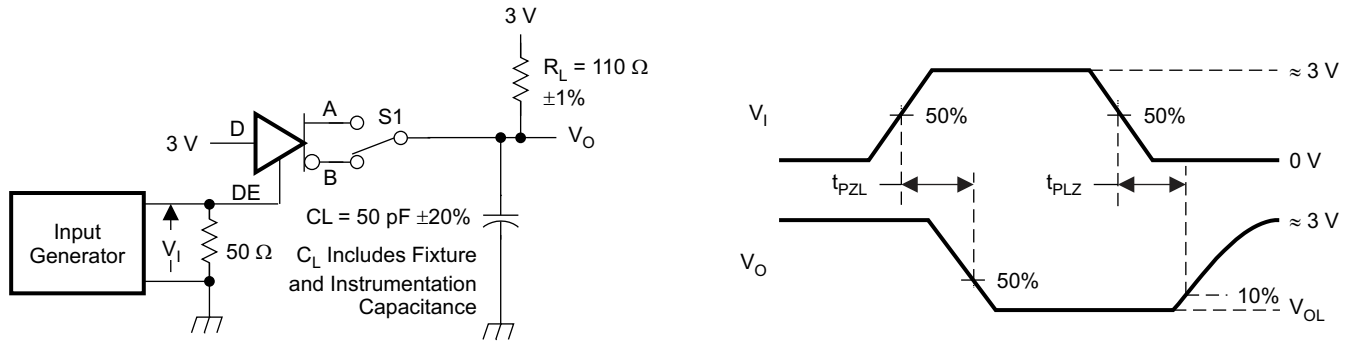 3 V
R_L = 110 Ω
±1%
A
S1
D
3 V
V_O
B
DE
Input
Generator
V_I
50 Ω
CL = 50 pF ±20%
C_L Includes Fixture
and Instrumentation
Capacitance
≈ 3 V
V_I
50%
50%
0 V
t_PZL
t_PLZ
≈ 3 V
V_O
50%
10%
V_OL